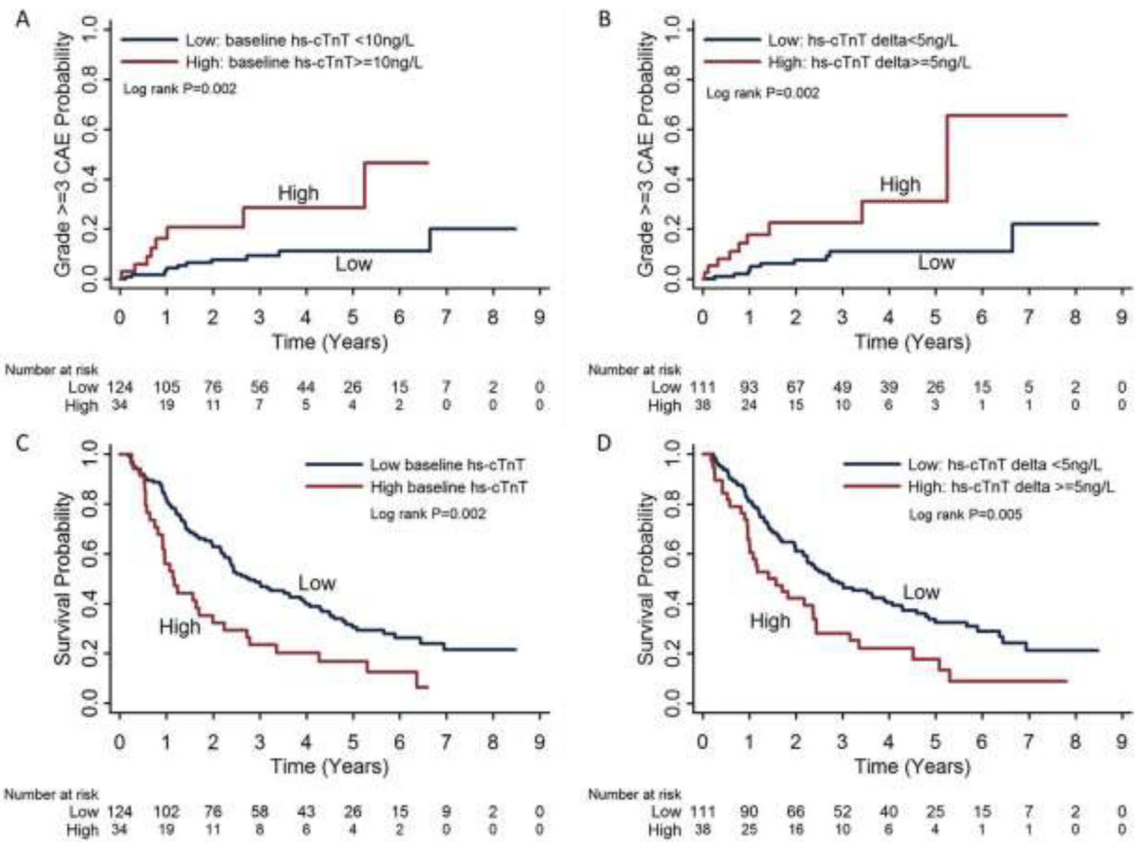 A
Grade >=3 CAE Probability
1.0
0.8
0.6
0.4
0.2
0.0
Low: baseline hs-cTnT <10ng/L
High: baseline hs-cTnT>=10ng/L
Log rank P=0.002
High
Low
0 1 2 3 4 5 6 7 8 9
Time (Years)
Number at risk
Low 124 105 76 56 44 26 15 7 2 0
High 34 19 11 7 5 4 2 0 0 0
B
Grade >=3 CAE Probability
1.0
0.8
0.6
0.4
0.2
0.0
Low: hs-cTnT delta<5ng/L
High: hs-cTnT delta>=5ng/L
Log rank P=0.002
High
Low
0 1 2 3 4 5 6 7 8 9
Time (Years)
Number at risk
Low 111 93 67 49 39 26 15 5 2 0
High 38 24 15 10 6 3 1 1 0 0
C
Survival Probability
1.0
0.8
0.6
0.4
0.2
0.0
Low baseline hs-cTnT
High baseline hs-cTnT
Log rank P=0.002
Low
High
0 1 2 3 4 5 6 7 8 9
Time (Years)
Number at risk
Low 124 102 76 58 43 26 15 9 2 0
High 34 19 11 8 6 4 2 0 0 0
D
Survival Probability
1.0
0.8
0.6
0.4
0.2
0.0
Low: hs-cTnT delta <5ng/L
High: hs-cTnT delta >=5ng/L
Log rank P=0.005
Low
High
0 1 2 3 4 5 6 7 8 9
Time (Years)
Number at risk
Low 111 90 66 52 40 25 15 7 2 0
High 38 25 16 10 6 4 1 1 0 0